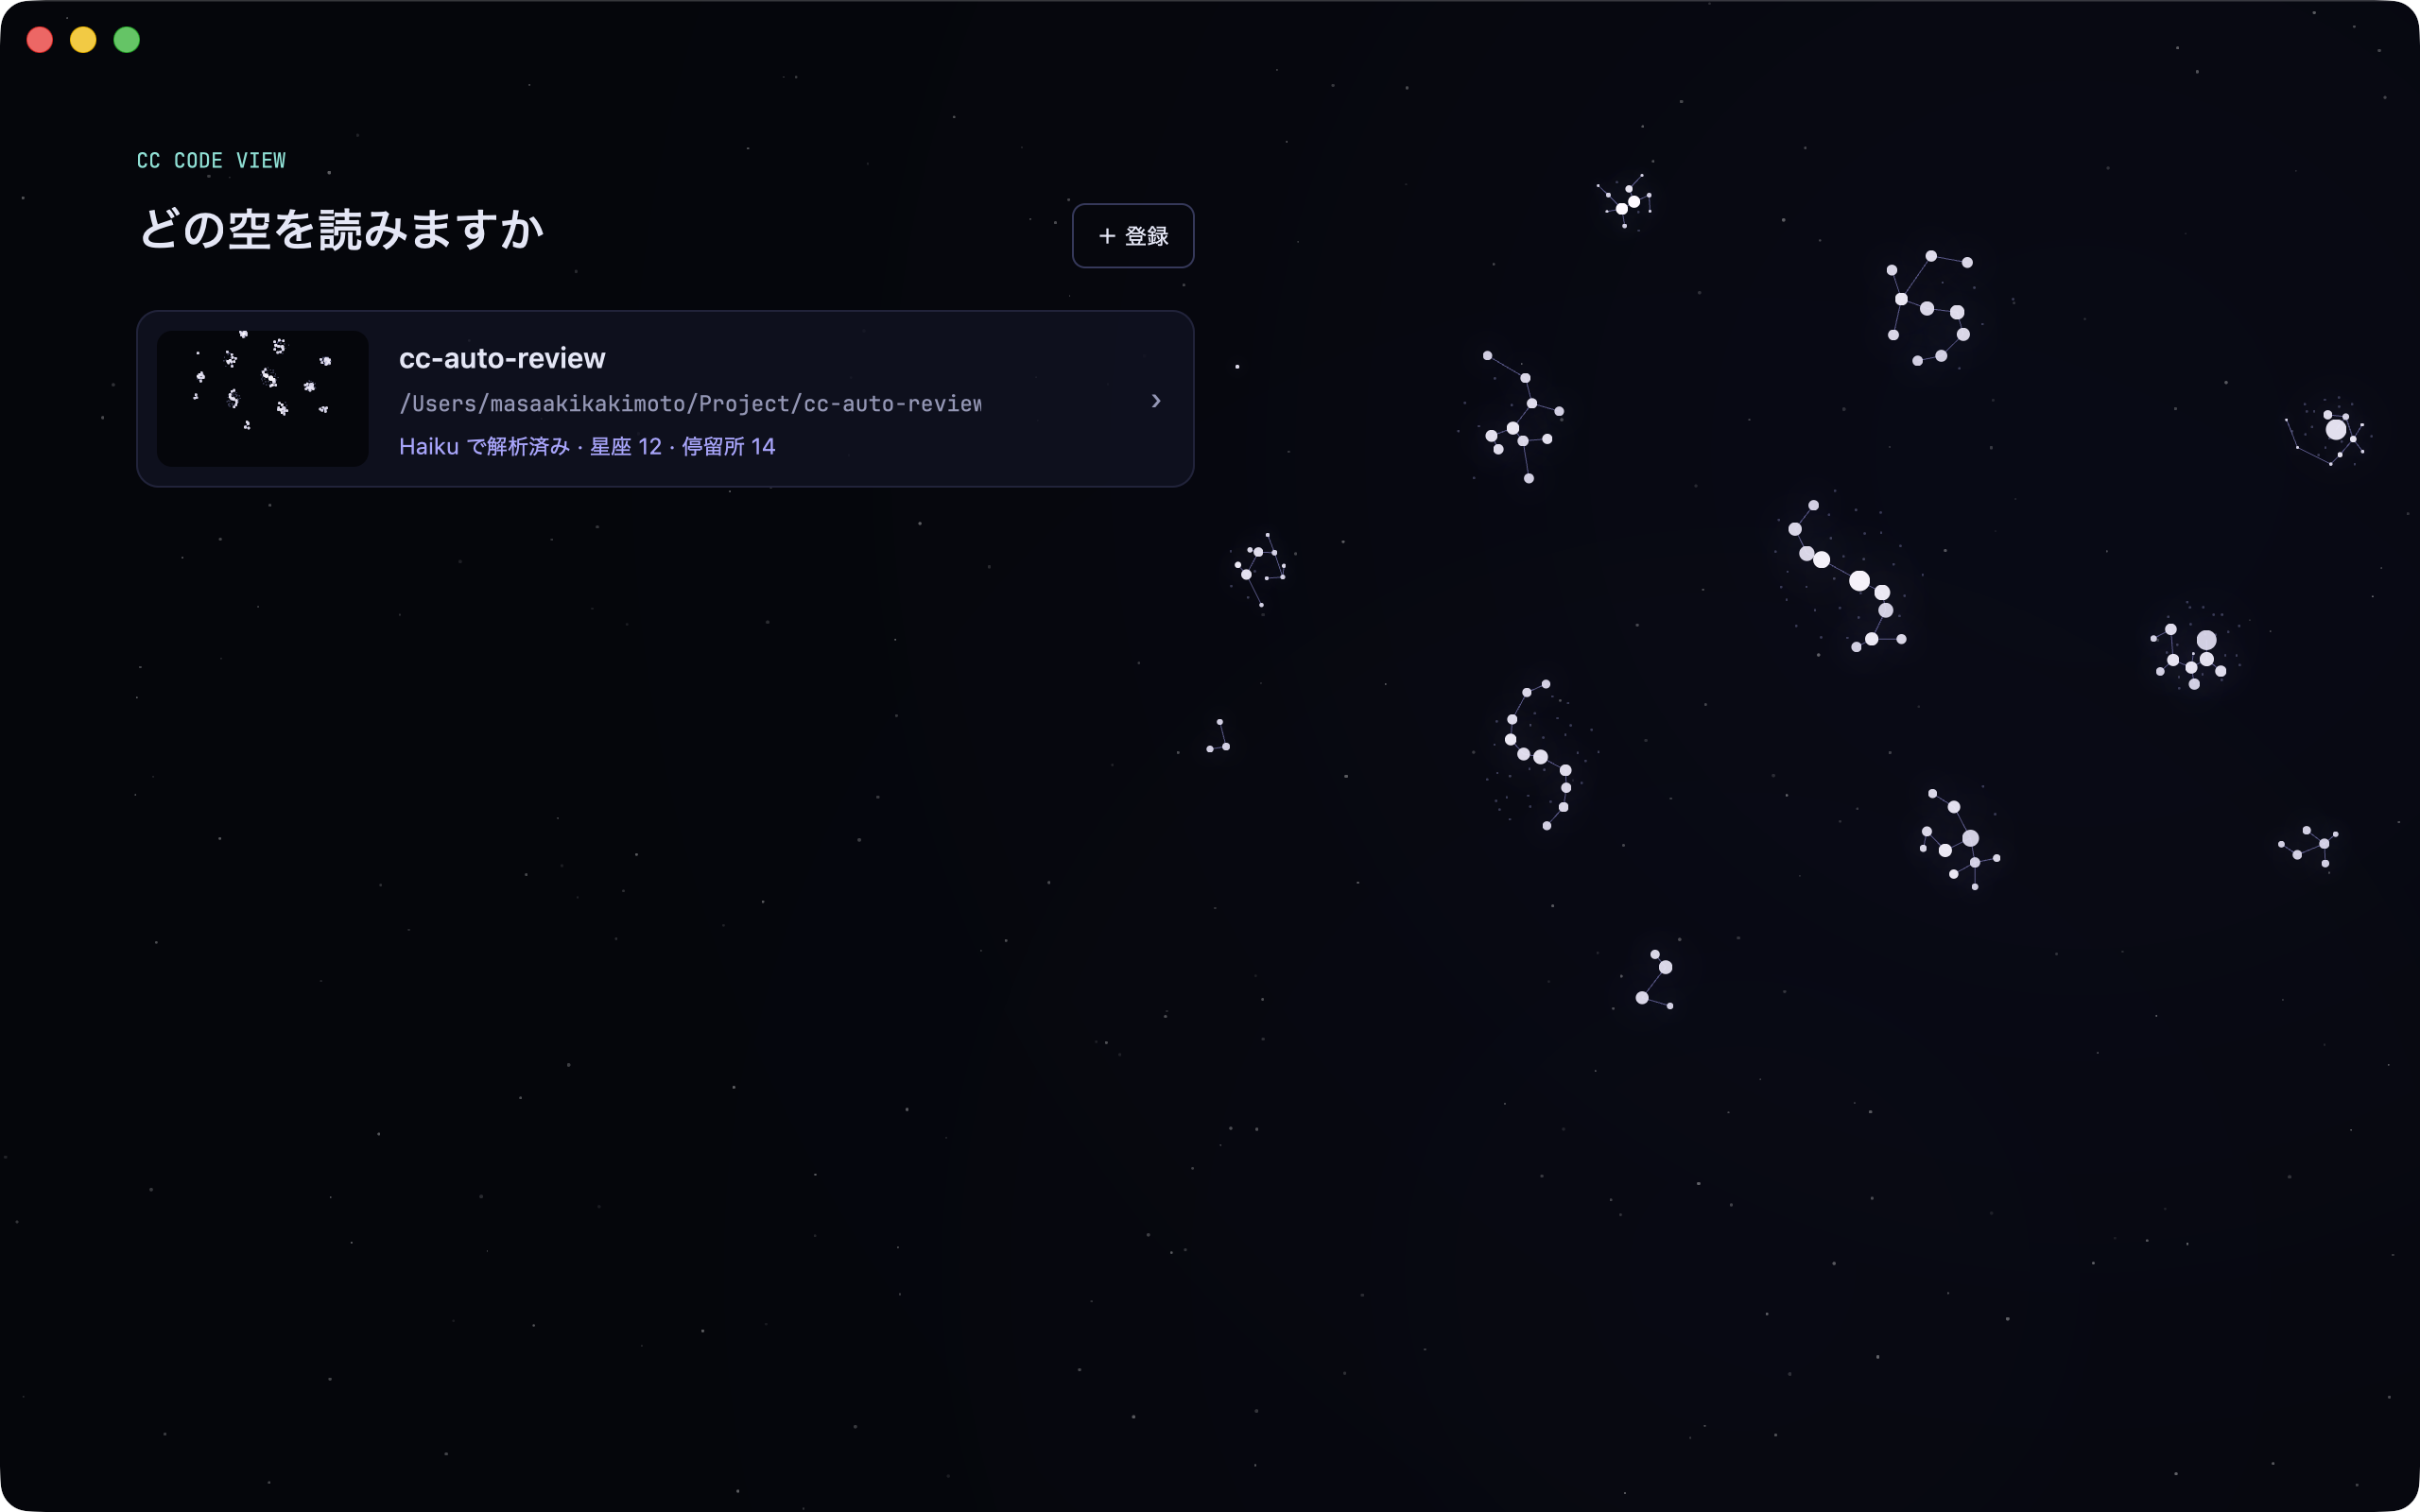 CC CODE VIEW
どの空を読みますか
+ 登録
cc-auto-review
/Users/masaakikakimoto/Project/cc-auto-review
Haiku で解析済み · 星座 12 · 停留所 14